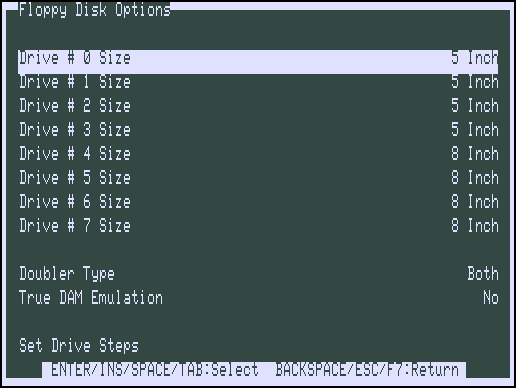 Floppy Disk Options
Drive # 0 Size 5 Inch
Drive # 1 Size 5 Inch
Drive # 2 Size 5 Inch
Drive # 3 Size 5 Inch
Drive # 4 Size 8 Inch
Drive # 5 Size 8 Inch
Drive # 6 Size 8 Inch
Drive # 7 Size 8 Inch
Doubler Type Both
True DAM Emulation No
Set Drive Steps
ENTER/INS/SPACE/TAB:Select BACKSPACE/ESC/F7:Return